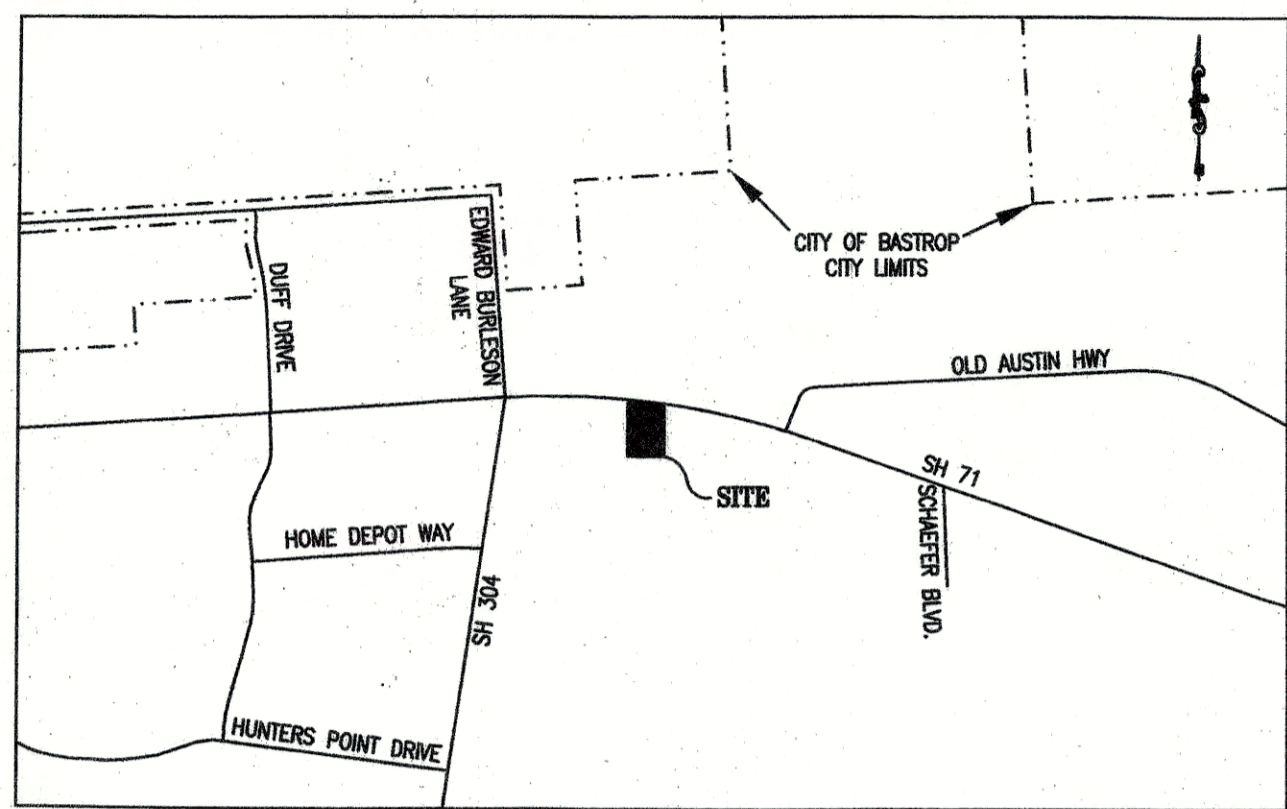 CITY OF BASTROP
CITY LIMITS
EDWARD BURLESON
LANE
DUFF DRIVE
OLD AUSTIN HWY
SH 71
SCHAEFER BLVD.
SITE
HOME DEPOT WAY
SH 304
HUNTERS POINT DRIVE